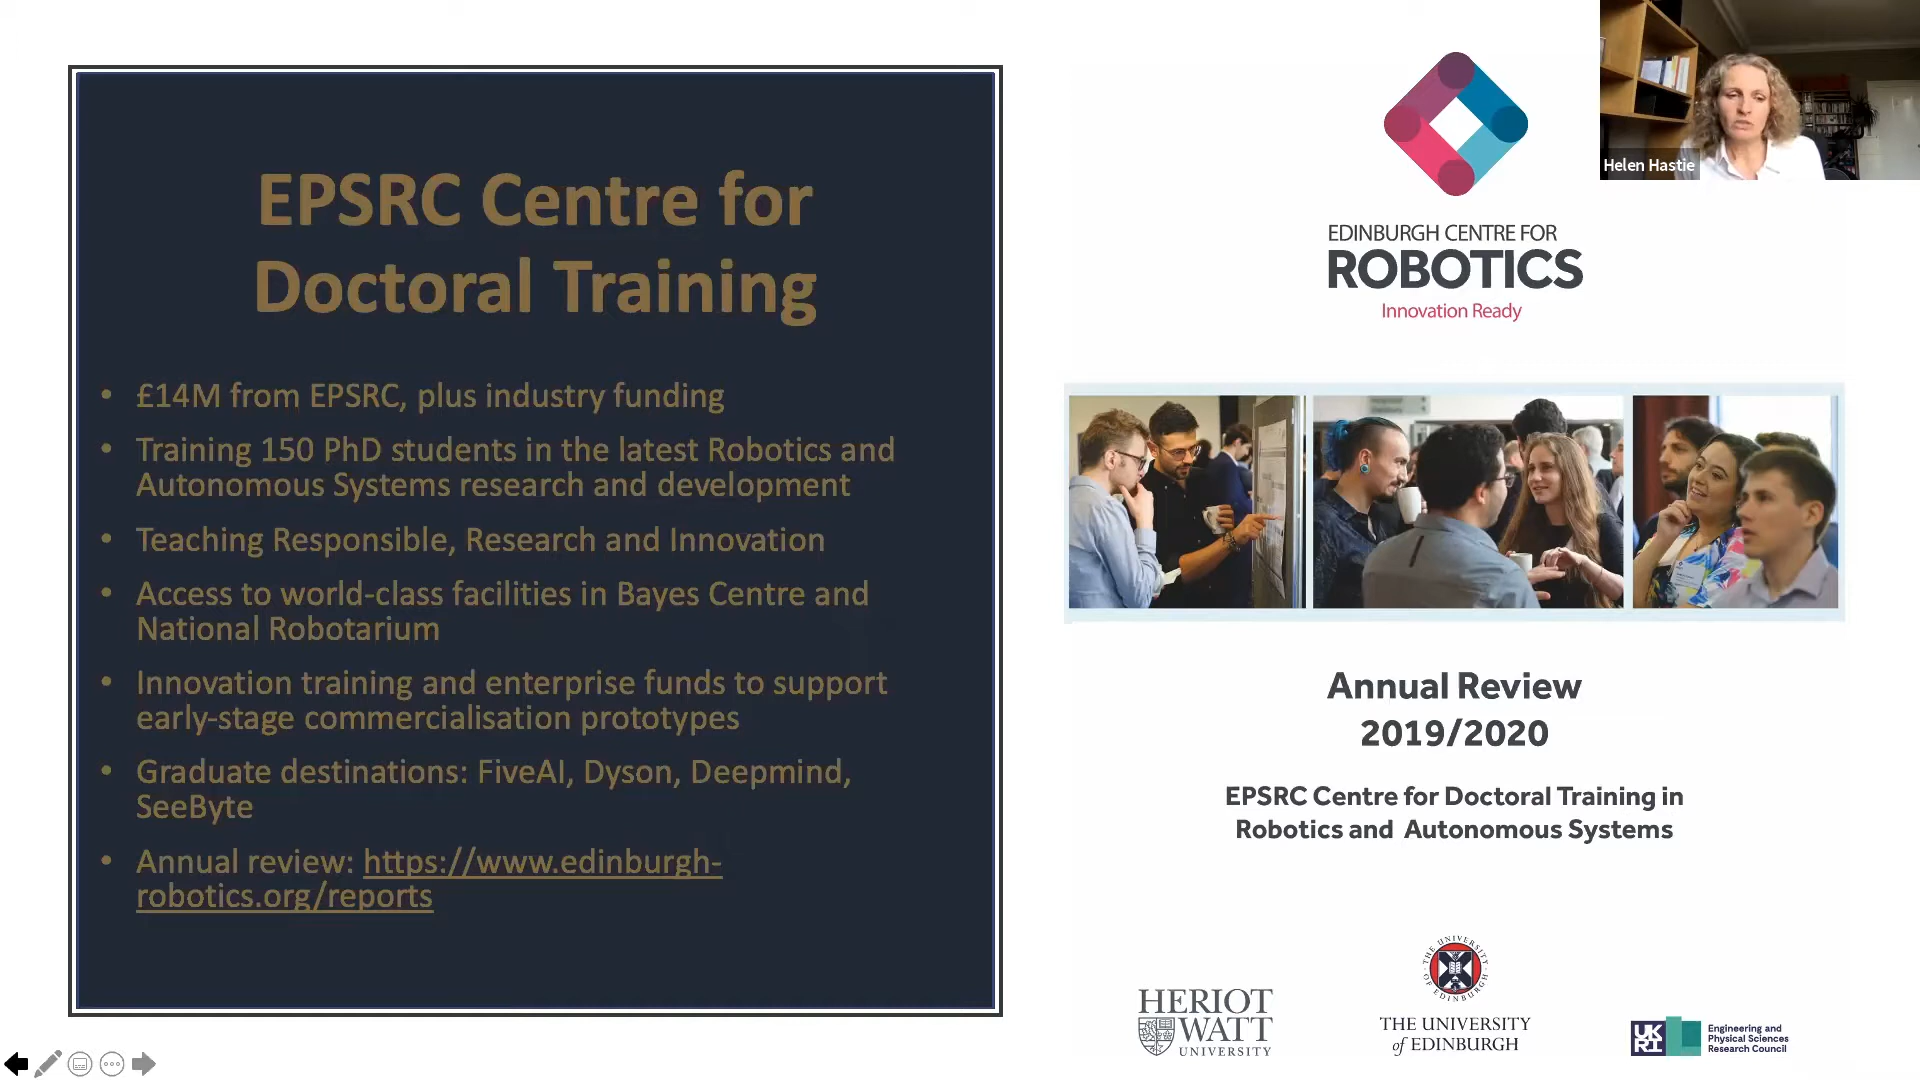 EPSRC Centre for
Doctoral Training
• £14M from EPSRC, plus industry funding
• Training 150 PhD students in the latest Robotics and
Autonomous Systems research and development
• Teaching Responsible, Research and Innovation
• Access to world-class facilities in Bayes Centre and
National Robotarium
• Innovation training and enterprise funds to support
early-stage commercialisation prototypes
• Graduate destinations: FiveAI, Dyson, Deepmind,
SeeByte
• Annual review: https://www.edinburgh-
robotics.org/reports
EDINBURGH CENTRE FOR
ROBOTICS
Innovation Ready
Helen Hastie
Annual Review
2019/2020
EPSRC Centre for Doctoral Training in
Robotics and Autonomous Systems
HERIOT
WATT
UNIVERSITY
THE UNIVERSITY OF EDINBURGH
THE UNIVERSITY
of EDINBURGH
UKRI
Engineering and
Physical Sciences
Research Council